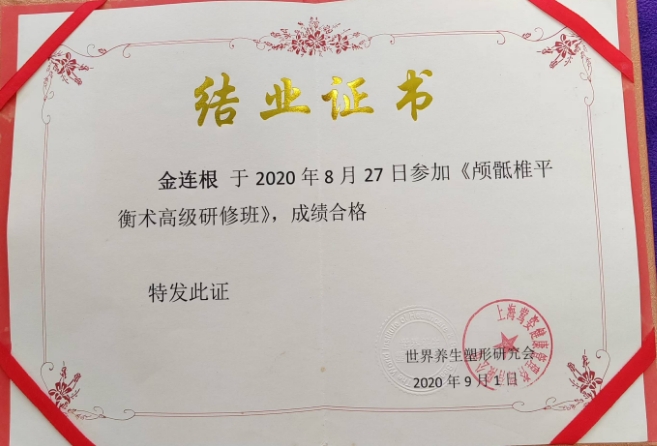 结业证书
金连根 于 2020 年 8 月 27 日参加《颅骶椎平
衡术高级研修班》，成绩合格
特发此证
世界养生塑形研究会
2020 年 9 月 1 日